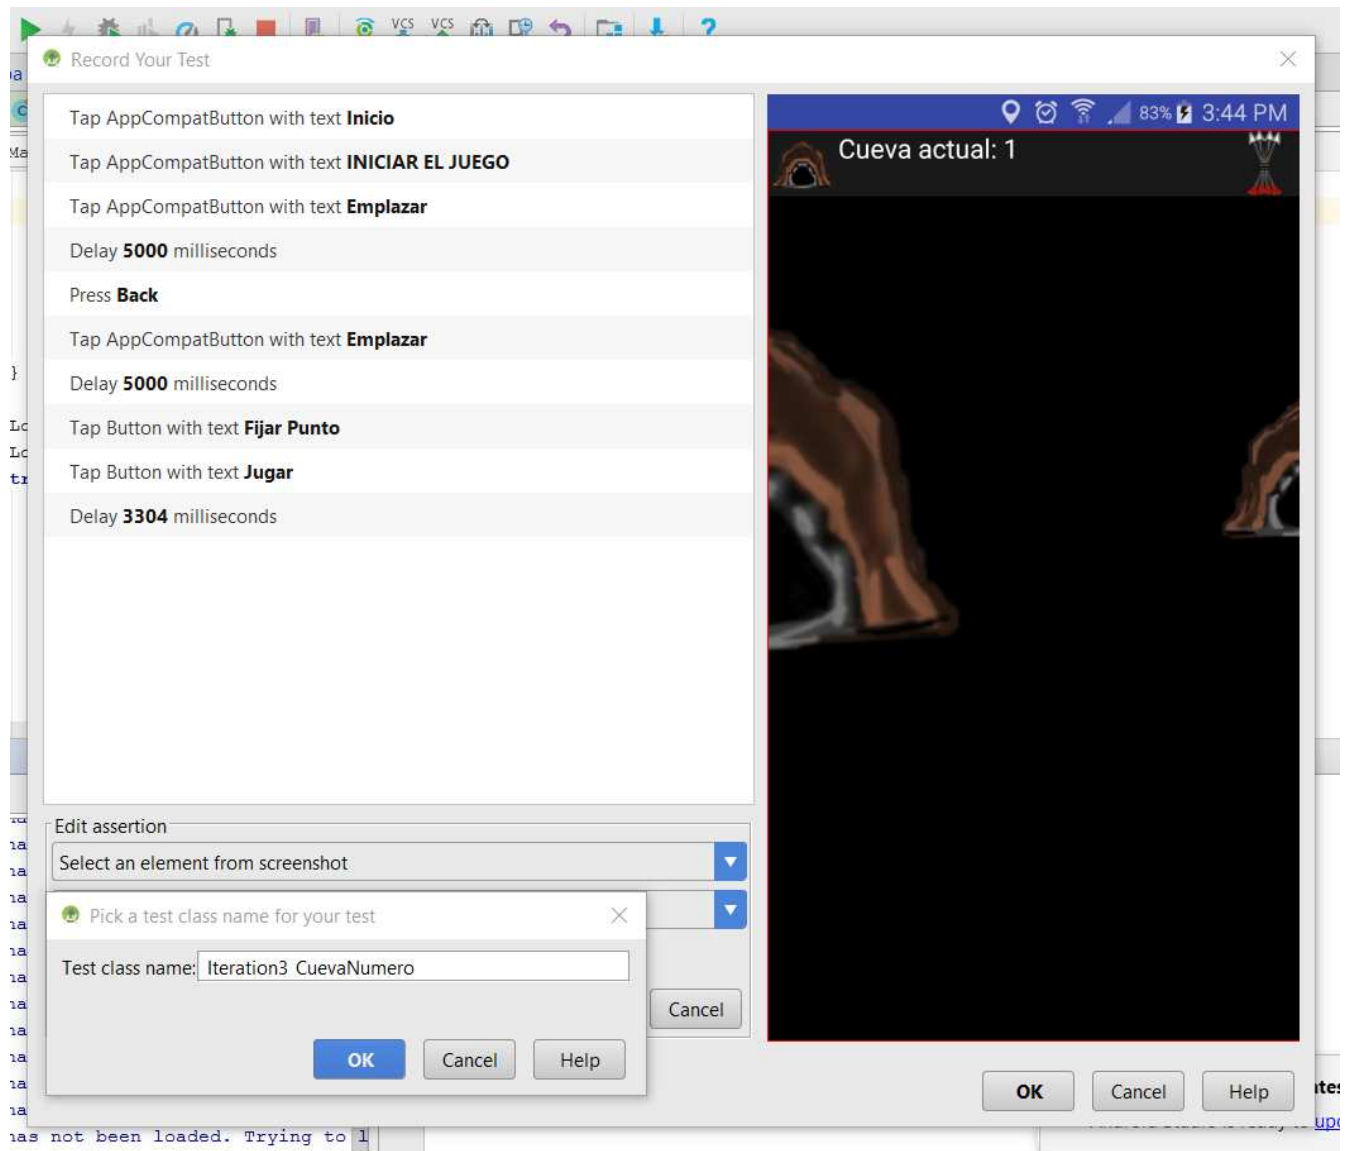 VCS VCS ?
Record Your Test
Tap AppCompatButton with text Inicio
Tap AppCompatButton with text INICIAR EL JUEGO
Tap AppCompatButton with text Emplazar
Delay 5000 milliseconds
Press Back
Tap AppCompatButton with text Emplazar
Delay 5000 milliseconds
Tap Button with text Fijar Punto
Tap Button with text Jugar
Delay 3304 milliseconds
83% 3:44 PM
Cueva actual: 1
}
Edit assertion
Select an element from screenshot
Pick a test class name for your test
Test class name: Iteration3 CuevaNumero
Cancel
OK Cancel Help
OK Cancel Help
has not been loaded. Trying to l